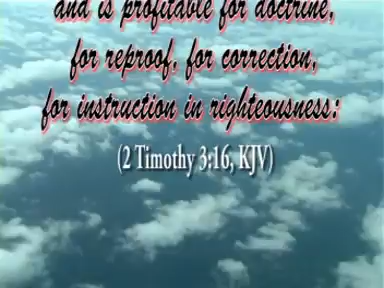 and is profitable for doctrine,
for reproof, for correction,
for instruction in righteousness:
(2 Timothy 3:16, KJV)